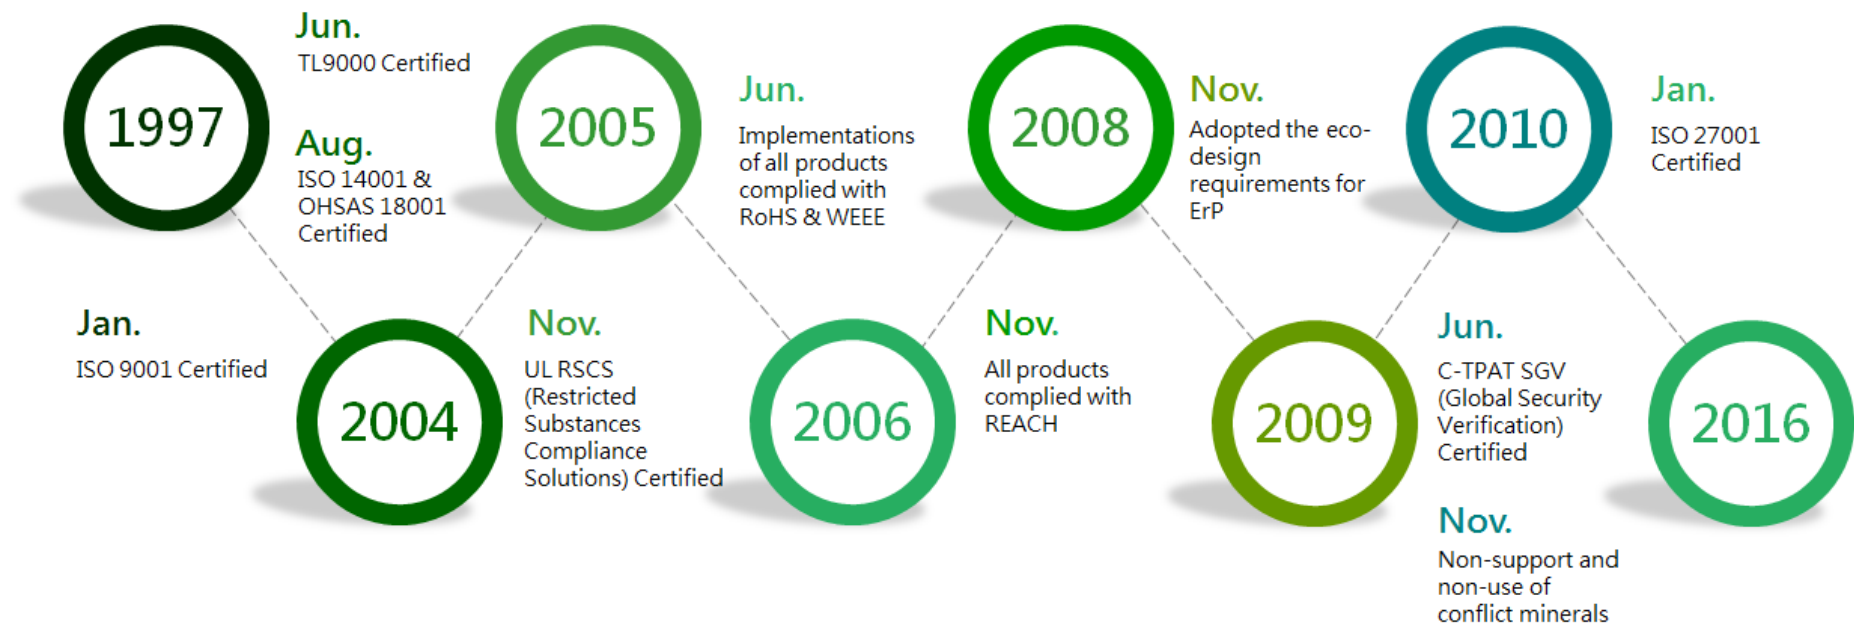 1997
Jan.
ISO 9001 Certified
Jun.
TL9000 Certified
Aug.
ISO 14001 &
OHSAS 18001
Certified
2004
2005
Nov.
UL RSCS
(Restricted
Substances
Compliance
Solutions) Certified
Jun.
Implementations
of all products
complied with
RoHS & WEEE
2006
2008
Nov.
All products
complied with
REACH
Nov.
Adopted the eco-
design
requirements for
ErP
2009
2010
Jun.
C-TPAT SGV
(Global Security
Verification)
Certified
Nov.
Non-support and
non-use of
conflict minerals
Jan.
ISO 27001
Certified
2016